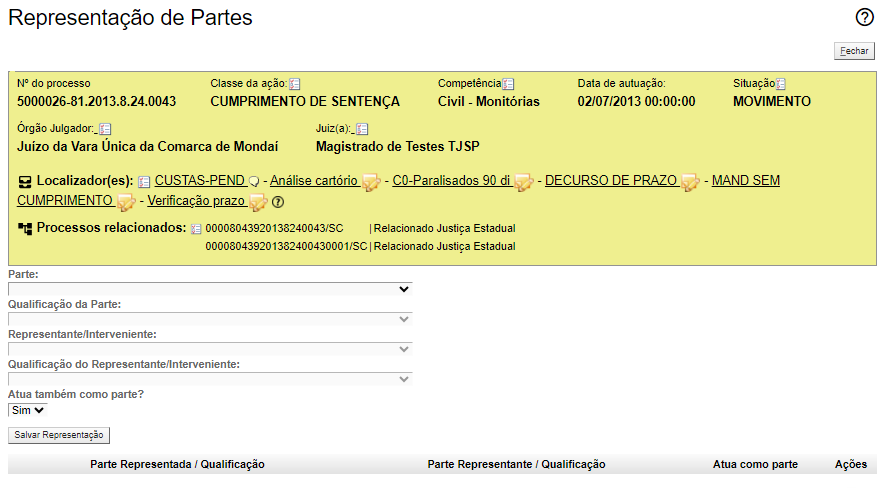 Representação de Partes
Fechar
Nº do processo Classe da ação: Competência Data de autuação: Situação
5000026-81.2013.8.24.0043 CUMPRIMENTO DE SENTENÇA Civil - Monitórias 02/07/2013 00:00:00 MOVIMENTO
Órgão Julgador: Juiz(a):
Juízo da Vara Única da Comarca de Mondaí Magistrado de Testes TJSP
Localizador(es): CUSTAS-PEND - Análise cartório - C0-Paralisados 90 di - DECURSO DE PRAZO - MAND SEM
CUMPRIMENTO - Verificação prazo
Processos relacionados: 00008043920138240043/SC | Relacionado Justiça Estadual
000080439201382400430001/SC | Relacionado Justiça Estadual
Parte:
Qualificação da Parte:
Representante/Interveniente:
Qualificação do Representante/Interveniente:
Atua também como parte?
Sim
Salvar Representação
Parte Representada / Qualificação Parte Representante / Qualificação Atua como parte Ações